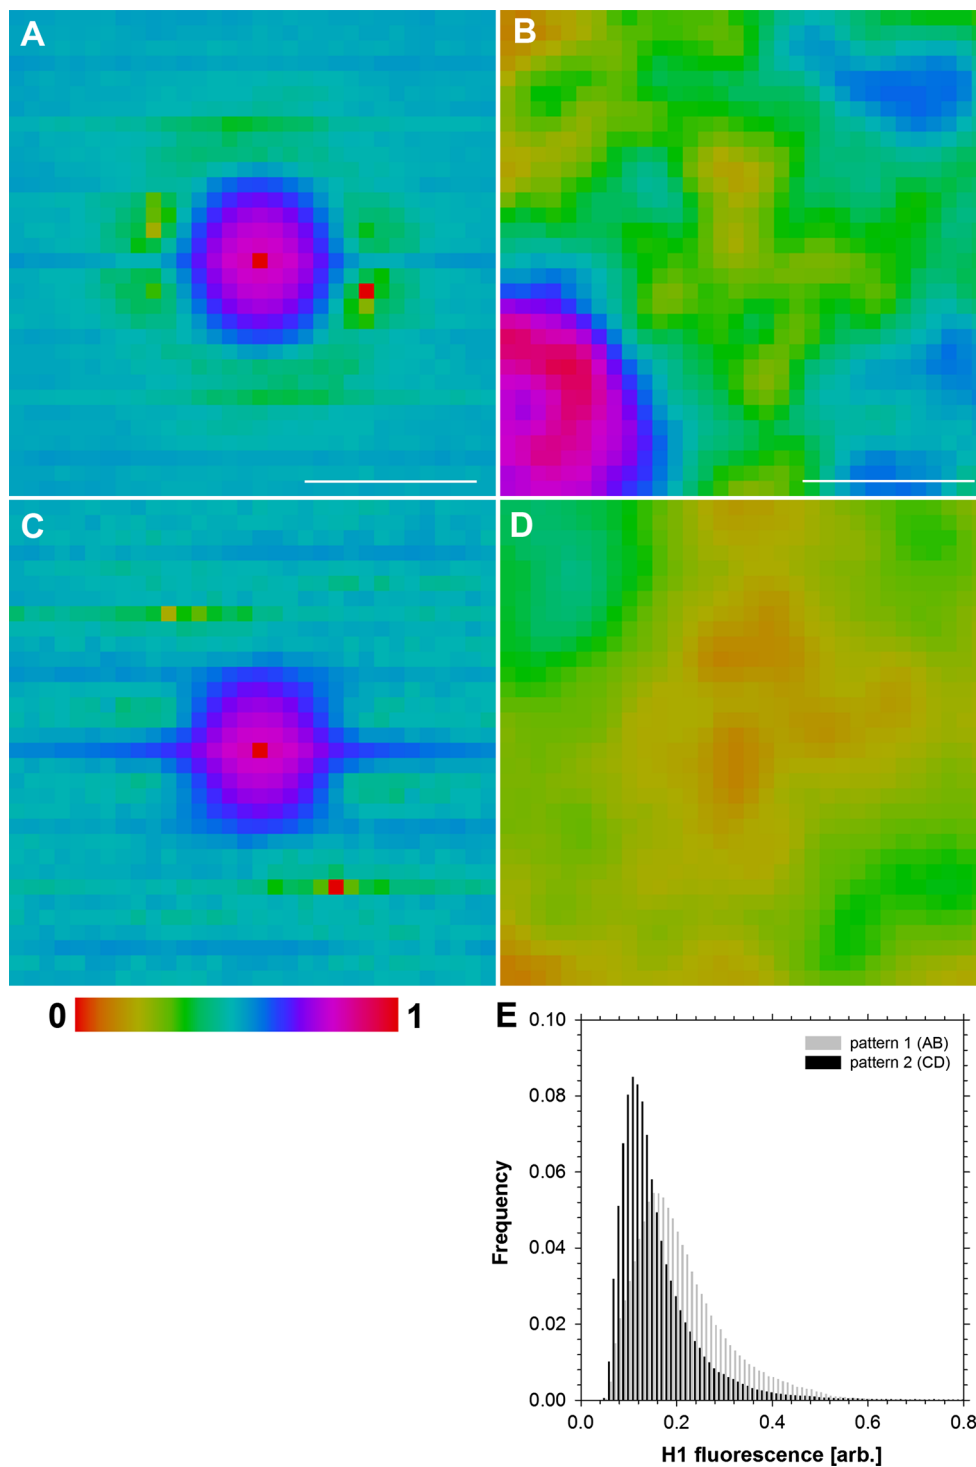 A
B
C
D
0 1
E
0.10
pattern 1 (AB)
pattern 2 (CD)
0.08
0.06
0.04
0.02
0.00
Frequency
0.0 0.2 0.4 0.6 0.8
H1 fluorescence [arb.]